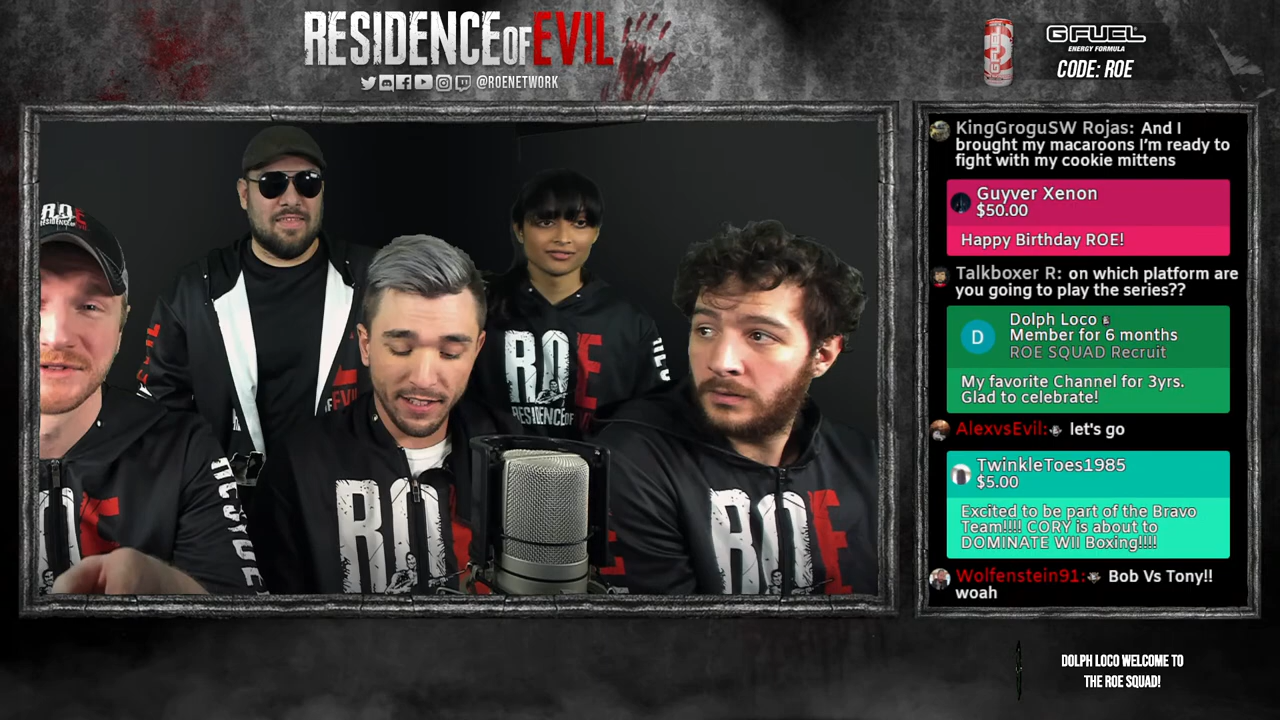 RESIDENCE OF EVIL
@ROENETWORK
G FUEL
ENERGY FORMULA
CODE: ROE
ROE
ROE
RESIDENCE OF
ROE
ROE
KingGroguSW Rojas: And I
brought my macaroons I'm ready to
fight with my cookie mittens
Guyver Xenon
$50.00
Happy Birthday ROE!
Talkboxer R: on which platform are
you going to play the series??
D
Dolph Loco
Member for 6 months
ROE SQUAD Recruit
My favorite Channel for 3yrs.
Glad to celebrate!
AlexvsEvil: let's go
TwinkleToes1985
$5.00
Excited to be part of the Bravo
Team!!!! CORY is about to
DOMINATE WII Boxing!!!!
Wolfenstein91: Bob Vs Tony!!
woah
DOLPH LOCO WELCOME TO
THE ROE SQUAD!